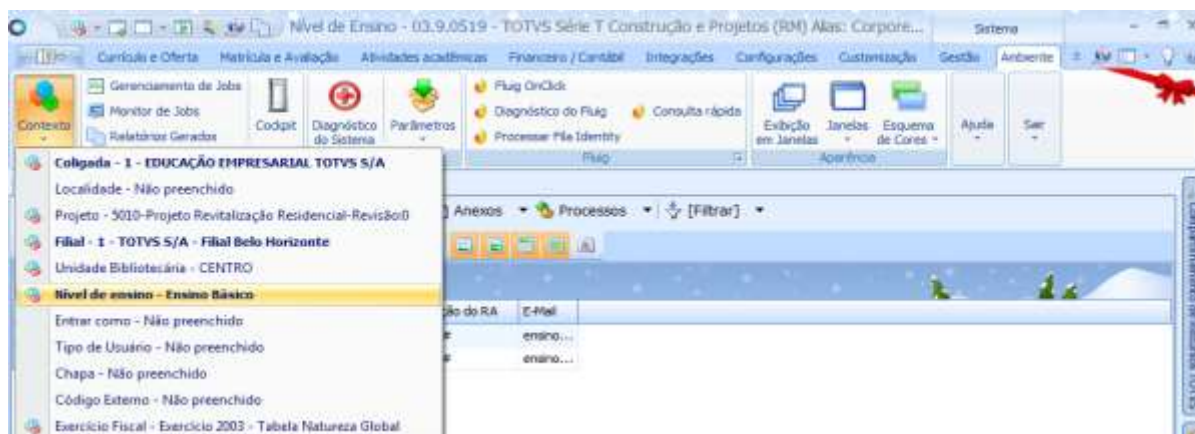 Nível de Ensino - 03.9.0519 - TOTVS Série T Construção e Projetos (RM) Alias: Corpore...
Sistema
Currículo e Oferta Matrícula e Avaliação Atividades acadêmicas Financeiro / Contábil Integrações Configurações Customização Gestão Ambiente
Contexto
Gerenciamento de Jobs
Monitor de Jobs
Relatórios Gerados
Cockpit
Diagnóstico do Sistema
Parâmetros
Fluig OnClick
Diagnóstico do Fluig
Processar Fila Identity
Consulta rápida
Fluig
Exibição em Janelas
Janelas
Esquema de Cores
Aparência
Ajuda
Sair
Coligada - 1 - EDUCAÇÃO EMPRESARIAL TOTVS S/A
Localidade - Não preenchido
Projeto - 5010-Projeto Revitalização Residencial-Revisão:0
Anexos Processos [Filtrar]
Filial - 1 - TOTVS S/A - Filial Belo Horizonte
Unidade Bibliotecária - CENTRO
Nível de ensino - Ensino Básico
Entrar como - Não preenchido
do RA E-Mail
ensino...
Tipo de Usuário - Não preenchido
ensino...
Chapa - Não preenchido
Código Externo - Não preenchido
Exercício Fiscal - Exercício 2003 - Tabela Natureza Global